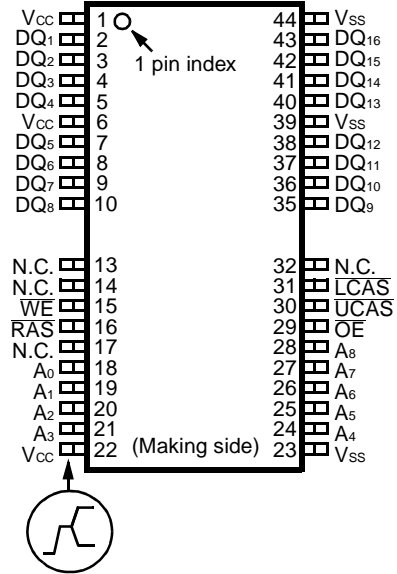 VCC 1 44 VSS
DQ1 2 43 DQ16
DQ2 3 42 DQ15
1 pin index
DQ3 4 41 DQ14
DQ4 5 40 DQ13
VCC 6 39 VSS
DQ5 7 38 DQ12
DQ6 8 37 DQ11
DQ7 9 36 DQ10
DQ8 10 35 DQ9
N.C. 13 32 N.C.
N.C. 14 31 LCAS
WE 15 30 UCAS
RAS 16 29 OE
N.C. 17 28 A8
A0 18 27 A7
A1 19 26 A6
A2 20 25 A5
A3 21 24 A4
VCC 22 (Making side) 23 VSS